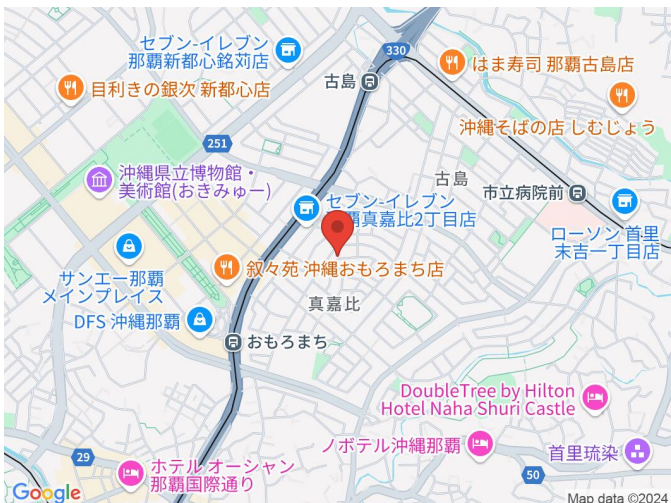 セブン-イレブン
那覇新都心銘苅店
330
はま寿司 那覇古島店
古島
目利きの銀次 新都心店
沖縄そばの店 しむじょう
251
沖縄県立博物館・
美術館(おきみゅー)
古島
市立病院前
セブン-イレブン
覇真嘉比2丁目店
ローソン 首里
末吉一丁目店
サンエー那覇
メインプレイス
叙々苑 沖縄おもろまち店
真嘉比
DFS 沖縄那覇
おもろまち
DoubleTree by Hilton
Hotel Naha Shuri Castle
ノボテル沖縄那覇
首里琉染
29
ホテル オーシャン
那覇国際通り
50
Google
Map data ©2024